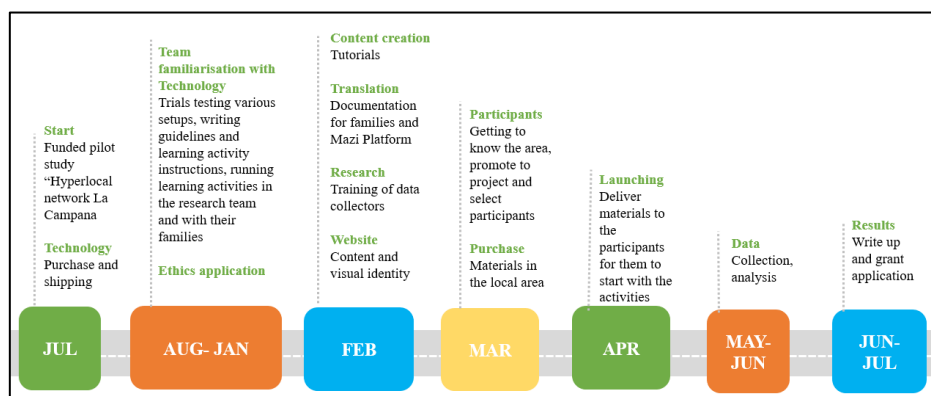 Start
Funded pilot
study
“Hyperlocal
network La
Campana
Technology
Purchase and
shipping
JUL
Team
familiarisation with
Technology
Trials testing various
setups, writing
guidelines and
learning activity
instructions, running
learning activities in
the research team
and with their
families
Ethics application
AUG- JAN
Content creation
Tutorials
Translation
Documentation
for families and
Mazi Platform
Research
Training of data
collectors
Website
Content and
visual identity
FEB
Participants
Getting to
know the area,
promote to
project and
select
participants
Purchase
Materials in
the local area
MAR
Launching
Deliver
materials to
the
participants
for them to
start with the
activities
APR
Data
Collection,
analysis
MAY-
JUN
Results
Write up
and grant
application
JUN-
JUL